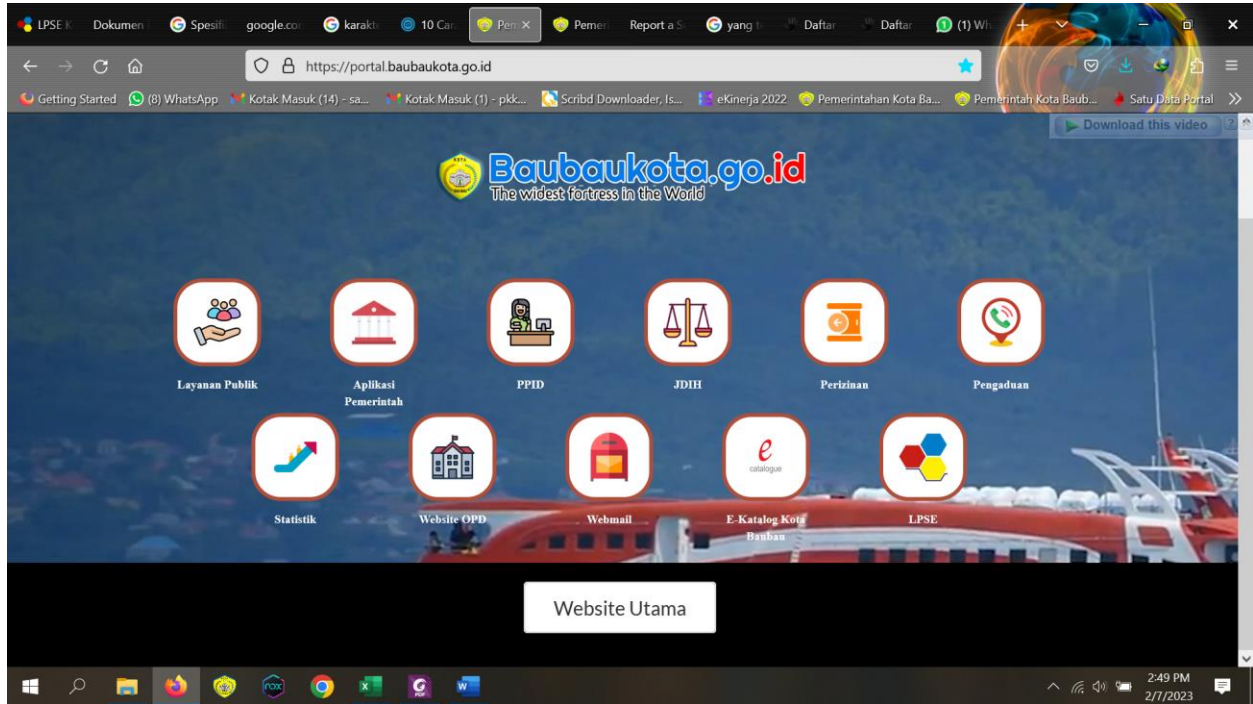 LPSE K
Dokumen
Spesifi
google.co
karakt
10 Car
Pem
Pemeri
Report a S
yang t
Daftar
Daftar
(1) Wh
https://portal.baubaukota.go.id
Getting Started
(8) WhatsApp
Kotak Masuk (14) - sa...
Kotak Masuk (1) - pkk...
Scribd Downloader, Is...
eKinerja 2022
Pemerintahan Kota Ba...
Pemerintah Kota Baub...
Satu Data Portal
Download this video
Baubaukota.go.id
The widest fortress in the World
Layanan Publik
Aplikasi
Pemerintah
PPID
JDIH
Perizinan
Pengaduan
e
catalogue
Statistik
Website OPD
Webmail
E-Katalog Kota
Baubau
LPSE
Website Utama
2:49 PM
2/7/2023